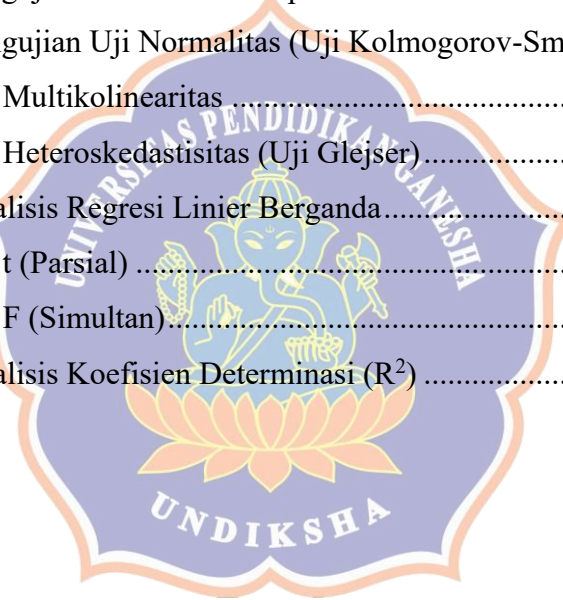 gujian Uji Normalitas (Uji Kolmogorov-Sm
Multikolinearitas ........................................
Heteroskedastisitas (Uji Glejser)..................
alisis Regresi Linier Berganda.......................
t (Parsial) ....................................................
F (Simultan)..................................................
alisis Koefisien Determinasi (R²) .................
UNIVERSITAS PENDIDIKAN GANESHA
UNDIKSHA